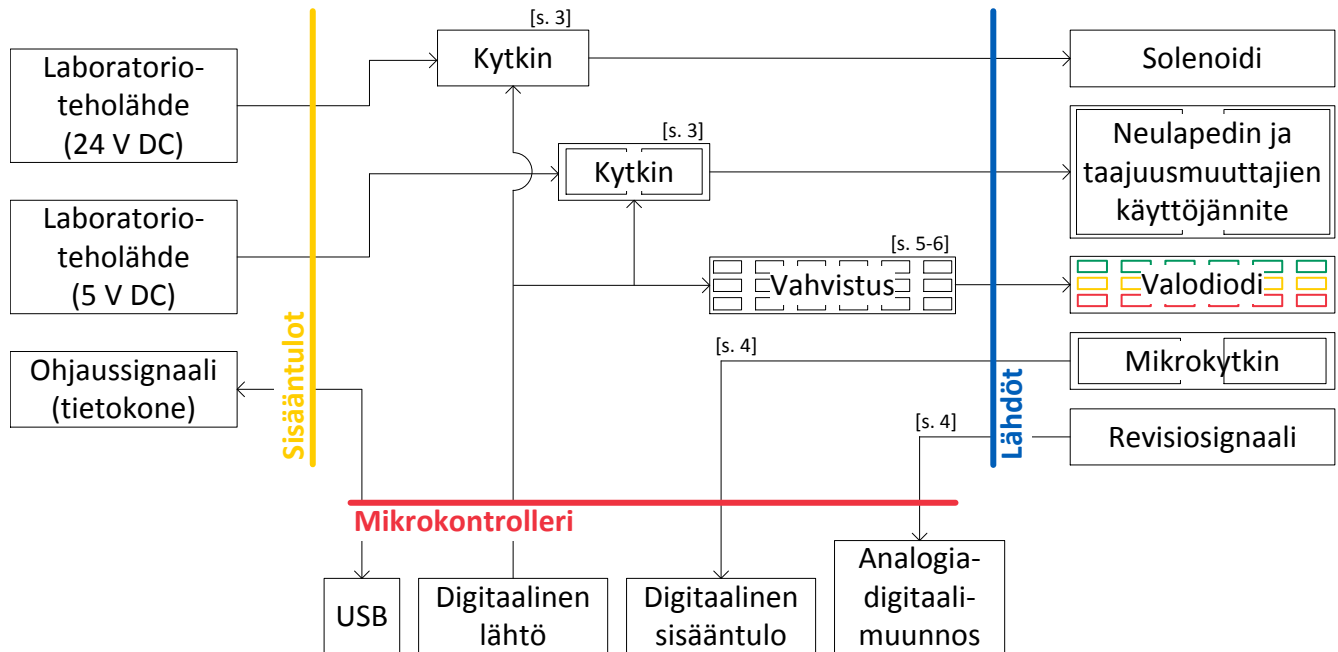 [s. 3]
Laboratorio-
teholähde
(24 V DC)
Kytkin
Solenoidi
[s. 3]
Kytkin
Neulapedin ja
taajuusmuuttajien
käyttöjännite
Laboratorio-
teholähde
(5 V DC)
[s. 5-6]
Vahvistus
Valodiodi
[s. 4]
Mikrokytkin
Ohjaussignaali
(tietokone)
Sisääntulot
[s. 4]
Lähdöt
Revisiosignaali
Mikrokontrolleri
USB
Digitaalinen
lähtö
Digitaalinen
sisääntulo
Analogia-
digitaali-
muunnos